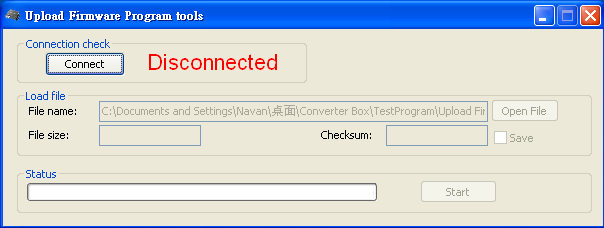 Upload Firmware Program tools
Connection check
Connect
Disconnected
Load file
File name:
C:\Documents and Settings\Navan\桌面\Converter Box\TestProgram\Upload Fir
Open File
File size:
Checksum:
Save
Status
Start